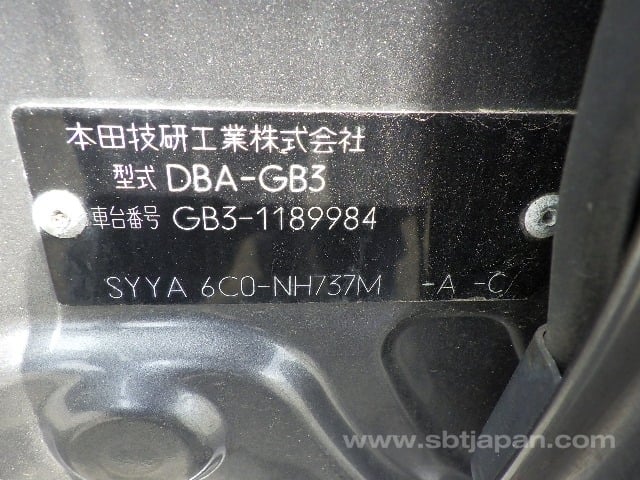 本田技研工業株式会社
型式 DBA-GB3
車台番号 GB3-1189984
SYYA 6C0-NH737M -A -C
www.sbtjapan.com